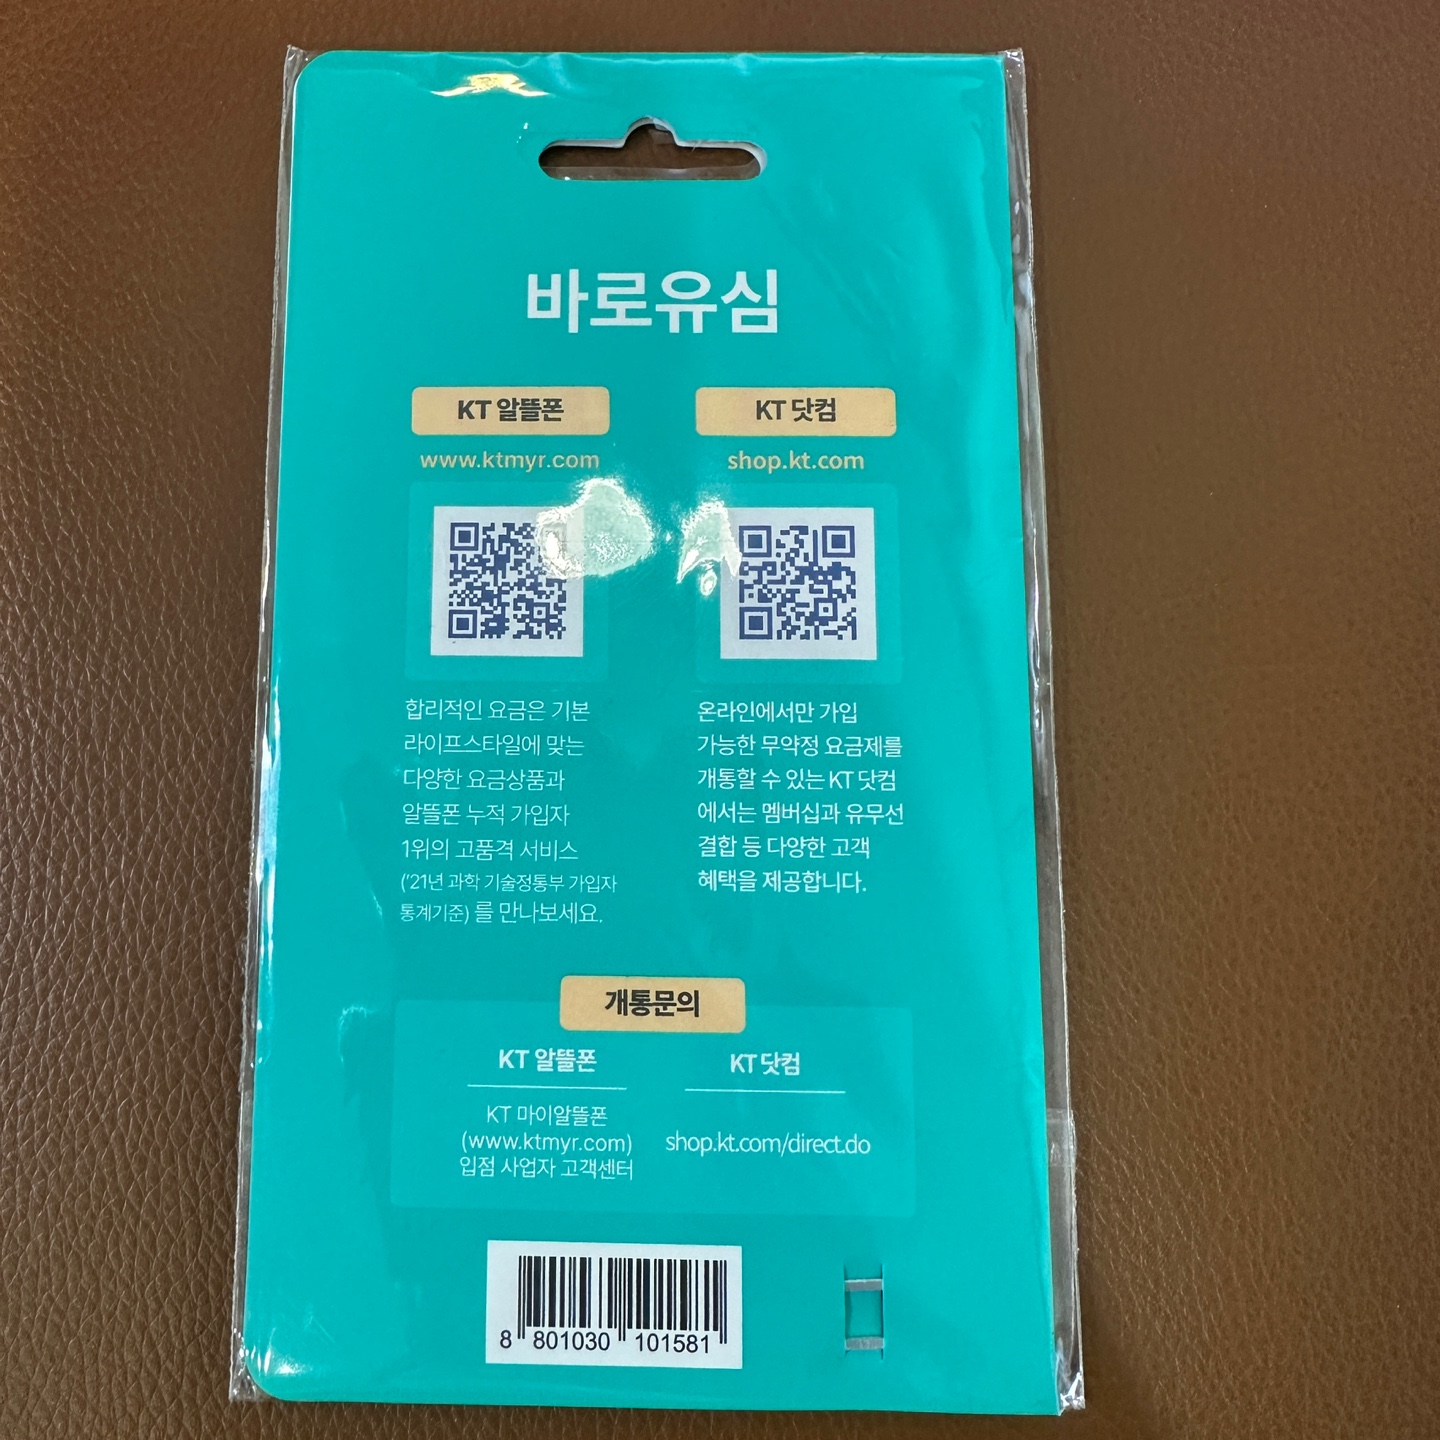 바로유심
KT 알뜰폰
www.ktmyr.com
합리적인 요금은 기본
라이프스타일에 맞는
다양한 요금상품과
알뜰폰 누적 가입자
1위의 고품격 서비스
('21년 과학 기술정통부 가입자
통계기준) 를 만나보세요.
KT 닷컴
shop.kt.com
온라인에서만 가입
가능한 무약정 요금제를
개통할 수 있는 KT 닷컴
에서는 멤버십과 유무선
결합 등 다양한 고객
혜택을 제공합니다.
개통문의
KT 알뜰폰
KT 마이알뜰폰
(www.ktmyr.com)
입점 사업자 고객센터
KT 닷컴
shop.kt.com/direct.do
8 801030 101581